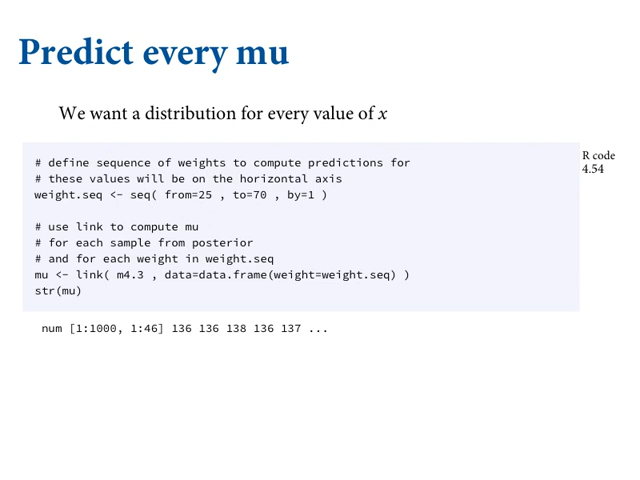 Predict every mu
We want a distribution for every value of x
R code
4.54
# define sequence of weights to compute predictions for
# these values will be on the horizontal axis
weight.seq <- seq( from=25 , to=70 , by=1 )
# use link to compute mu
# for each sample from posterior
# and for each weight in weight.seq
mu <- link( m4.3 , data=data.frame(weight=weight.seq) )
str(mu)
num [1:1000, 1:46] 136 136 138 136 137 ...